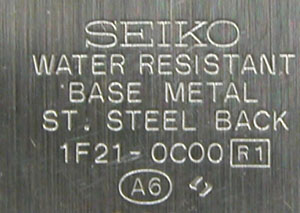 SEIKO
WATER RESISTANT
BASE METAL
ST. STEEL BACK
1F21-0C00 R1
A6